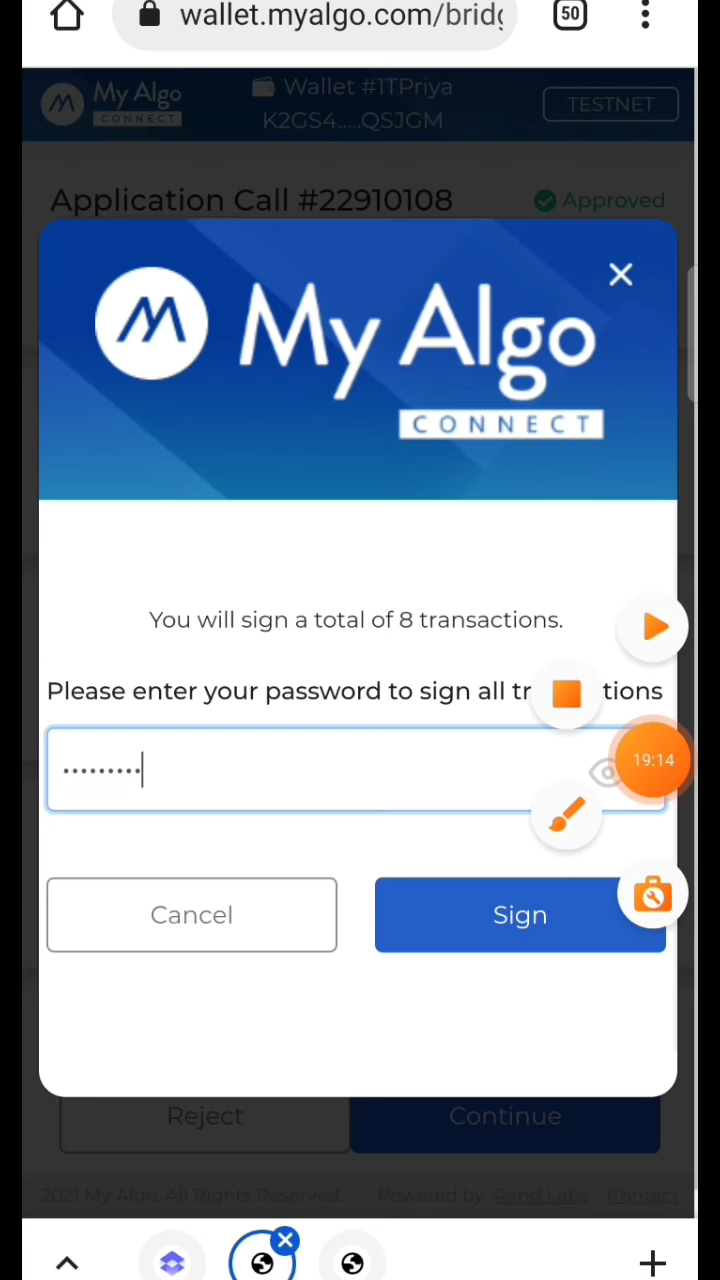 wallet.myalgo.com/bridg
50
My Algo
CONNECT
Wallet #1TPriya
K2GS4.....QSJGM
TESTNET
Application Call #22910108
Approved
My Algo
CONNECT
You will sign a total of 8 transactions.
Please enter your password to sign all tr tions
19:14
Cancel
Sign
Reject
Continue
2021 My Algo. All Rights Reserved.
Powered by Rand Labs
Contact